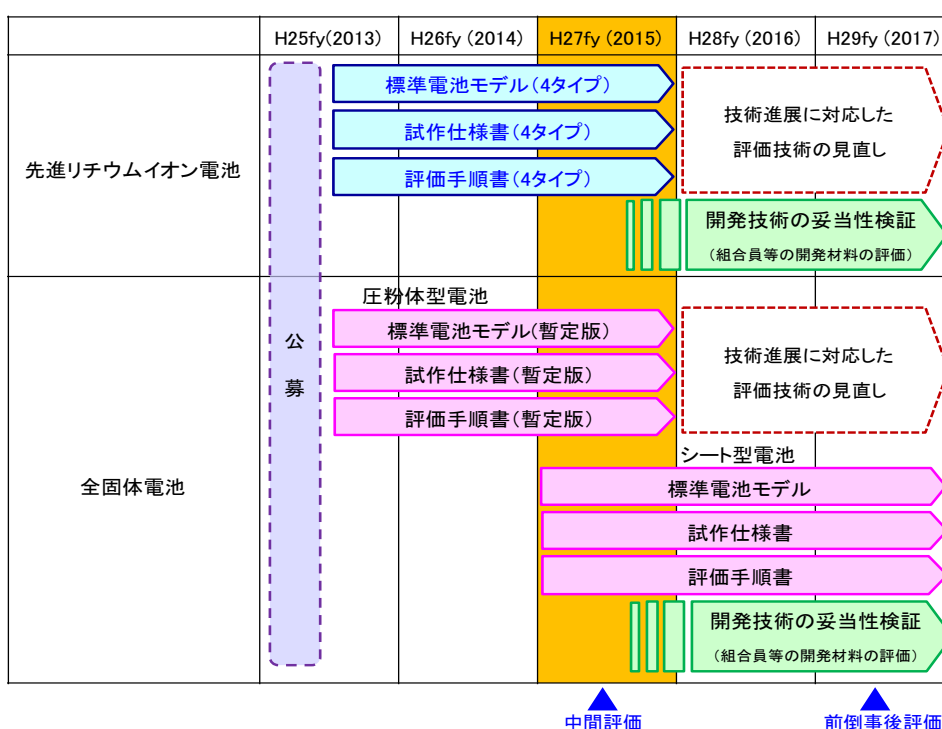 H25fy(2013)
H26fy (2014)
H27fy (2015)
H28fy (2016)
H29fy (2017)
先進リチウムイオン電池
標準電池モデル(4タイプ)
試作仕様書(4タイプ)
評価手順書(4タイプ)
技術進展に対応した
評価技術の見直し
開発技術の妥当性検証
(組合員等の開発材料の評価)
公
募
全固体電池
圧粉体型電池
標準電池モデル(暫定版)
試作仕様書(暫定版)
評価手順書(暫定版)
技術進展に対応した
評価技術の見直し
シート型電池
標準電池モデル
試作仕様書
評価手順書
開発技術の妥当性検証
(組合員等の開発材料の評価)
中間評価
前倒事後評価